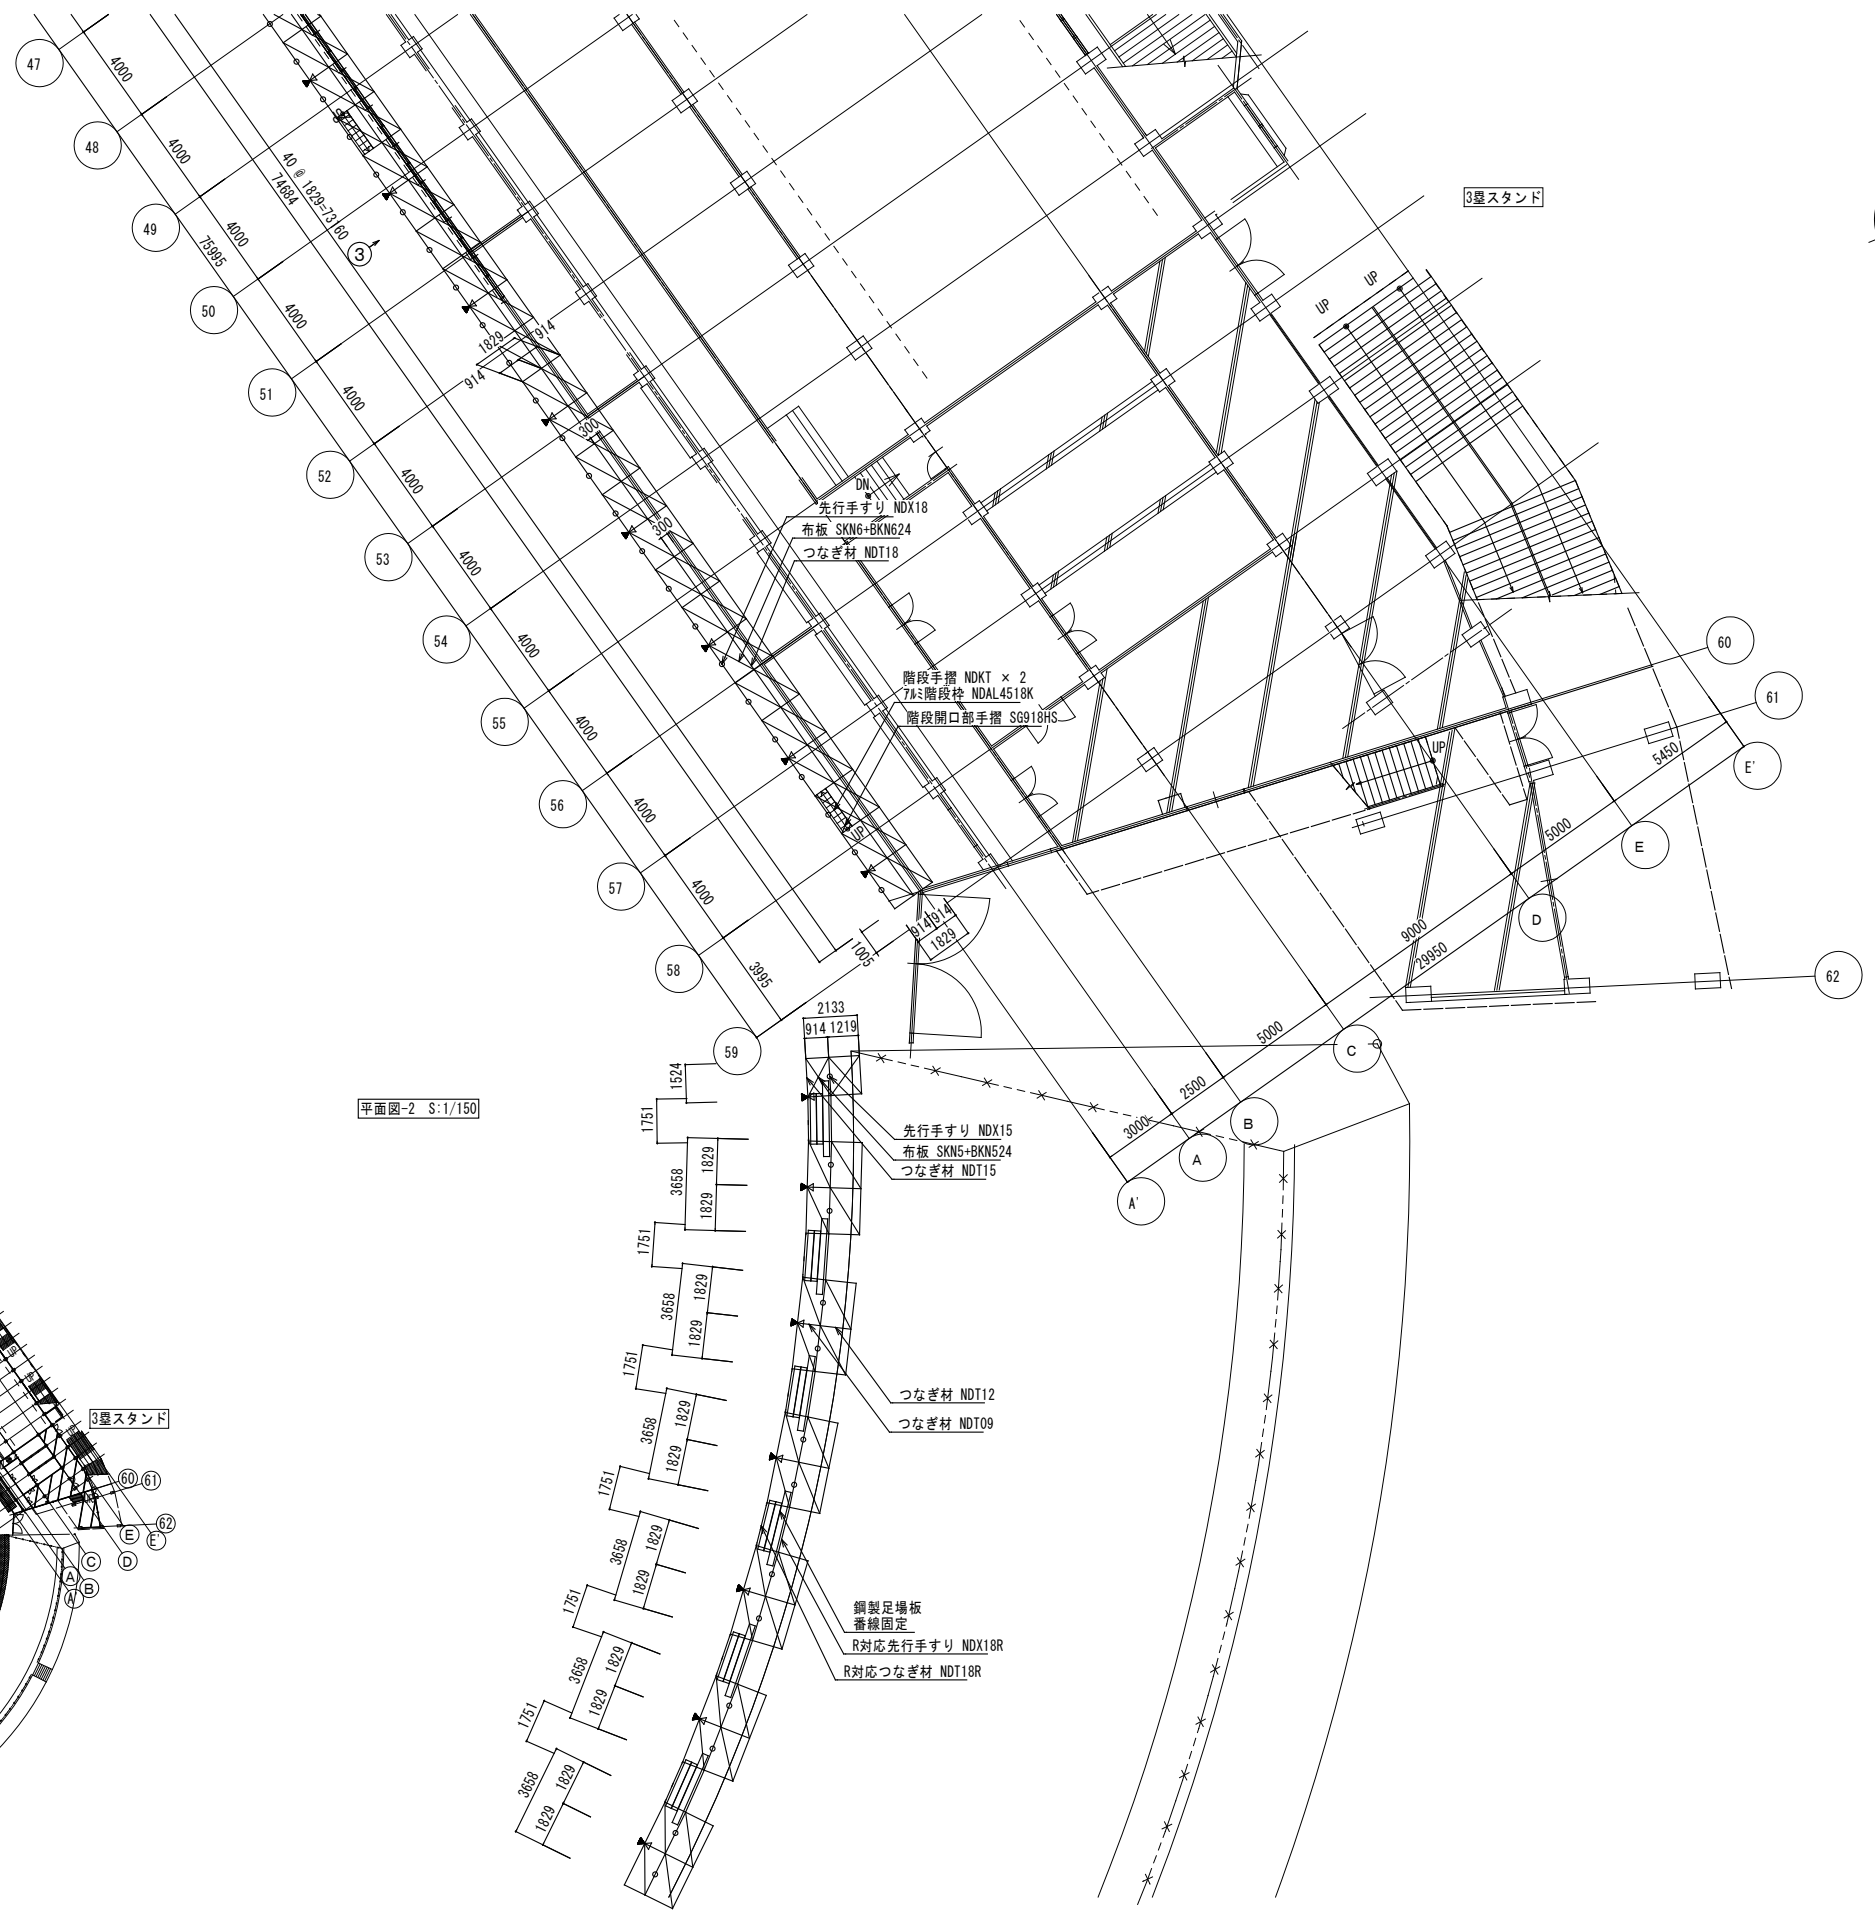 47
48
49
50
51
52
53
54
55
56
57
58
59
4000
4000
4000
4000
4000
4000
4000
4000
4000
4000
4000
3995
75995
74684
40 @ 1829=73160
3
1829
914
914
300
300
3塁スタンド
UP
UP
DN
先行手すり NDX18
布板 SKN6+BKN624
つなぎ材 NDT18
階段手摺 NDKT × 2
アルミ階段枠 NDAL4518K
階段開口部手摺 SG918HS
UP
UP
60
61
62
E'
E
D
C
B
A
A'
5450
5000
9000
29950
5000
2500
3000
914
914
1829
1005
2133
914
1219
平面図-2 S:1/150
1524
1751
3658
1829
1829
1751
3658
1829
1829
1751
3658
1829
1829
1751
3658
1829
1829
1751
3658
1829
1829
1751
3658
1829
1829
先行手すり NDX15
布板 SKN5+BKN524
つなぎ材 NDT15
つなぎ材 NDT12
つなぎ材 NDT09
鋼製足場板
番線固定
R対応先行手すり NDX18R
R対応つなぎ材 NDT18R
UP
UP
3塁スタンド
60
61
62
E
E'
C
D
A
B
A'